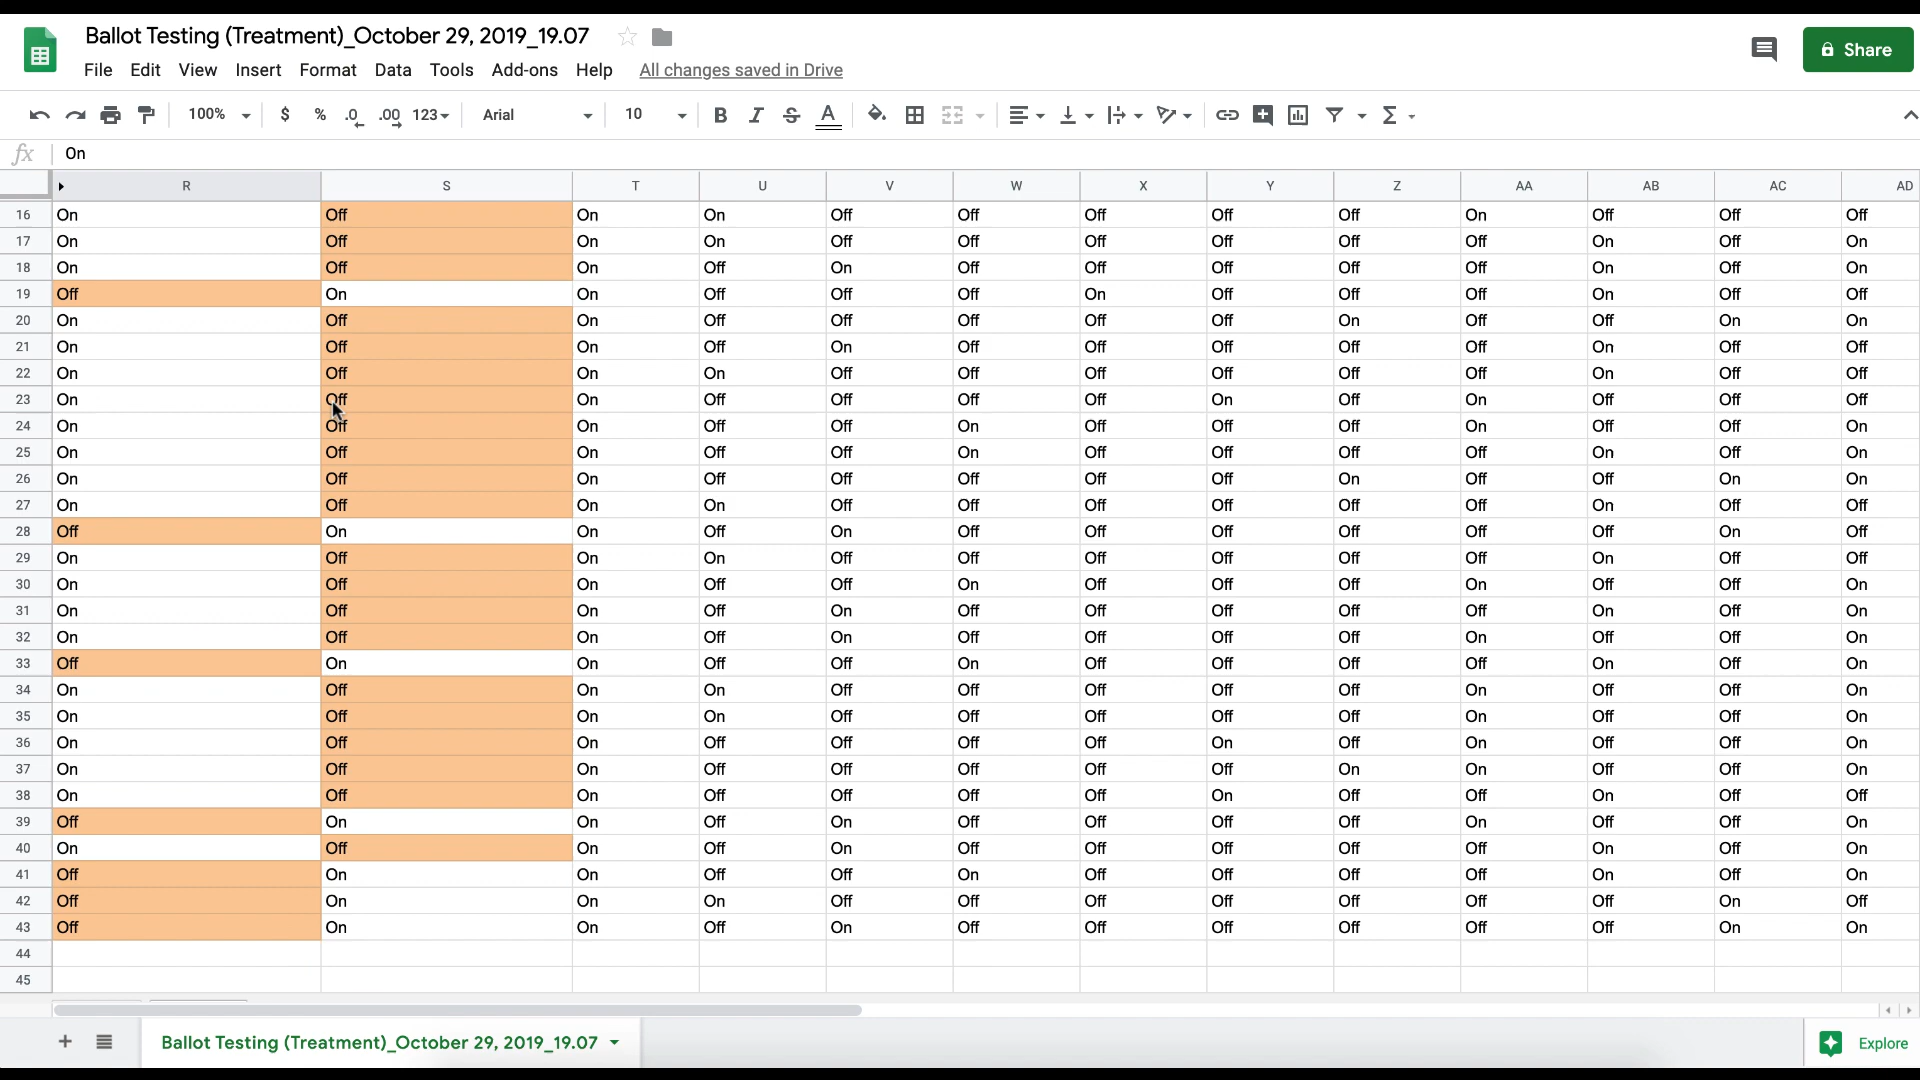 Ballot Testing (Treatment)_October 29, 2019_19.07
Share
File Edit View Insert Format Data Tools Add-ons Help All changes saved in Drive
100% $ % .0 .00 123 Arial 10 B I S A
fx On
R S T U V W X Y Z AA AB AC AD
16 On Off On On Off Off Off Off Off On Off Off Off
17 On Off On On Off Off Off Off Off Off On Off On
18 On Off On Off On Off Off Off Off Off On Off On
19 Off On On Off Off Off On Off Off Off On Off Off
20 On Off On Off Off Off Off Off On Off Off On On
21 On Off On Off On Off Off Off Off Off On Off Off
22 On Off On On Off Off Off Off Off Off On Off Off
23 On Off On Off Off Off Off On Off On Off Off Off
24 On Off On Off Off On Off Off Off On Off Off On
25 On Off On Off Off On Off Off Off Off On Off On
26 On Off On Off Off Off Off Off On Off Off On On
27 On Off On On Off Off Off Off Off Off On Off Off
28 Off On On Off On Off Off Off Off Off Off On Off
29 On Off On On Off Off Off Off Off Off On Off Off
30 On Off On Off Off On Off Off Off On Off Off On
31 On Off On Off On Off Off Off Off Off On Off On
32 On Off On Off On Off Off Off Off On Off Off On
33 Off On On Off Off On Off Off Off Off On Off On
34 On Off On On Off Off Off Off Off On Off Off On
35 On Off On On Off Off Off Off Off On Off Off On
36 On Off On Off Off Off Off On Off On Off Off On
37 On Off On Off Off Off Off Off On On Off Off On
38 On Off On Off Off Off Off On Off Off On Off Off
39 Off On On Off On Off Off Off Off On Off Off On
40 On Off On Off On Off Off Off Off Off On Off On
41 Off On On Off Off On Off Off Off Off On Off On
42 Off On On On Off Off Off Off Off Off Off On Off
43 Off On On Off On Off Off Off Off Off Off On On
44
45
Ballot Testing (Treatment)_October 29, 2019_19.07
Explore